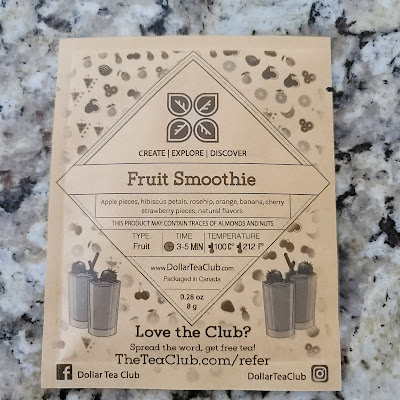 CREATE | EXPLORE | DISCOVER
Fruit Smoothie
Apple pieces, hibiscus petals, rosehip, orange, banana, cherry
strawberry pieces, natural flavors
THIS PRODUCT MAY CONTAIN TRACES OF ALMONDS AND NUTS
TYPE TIME TEMPERATURE
Fruit 3-5 MIN 100C° 212 F°
www.DollarTeaClub.com
Packaged in Canada
0.28 oz
8 g
Love the Club?
Spread the word, get free tea!
TheTeaClub.com/refer
Dollar Tea Club DollarTeaClub